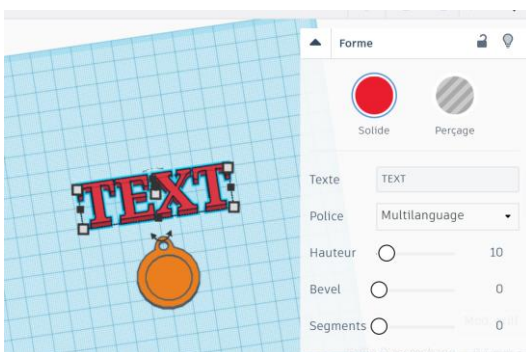 Forme
Solide Perçage
Texte TEXT
Police Multilanguage
Hauteur 10
Bevel 0
Segments 0
TEXT